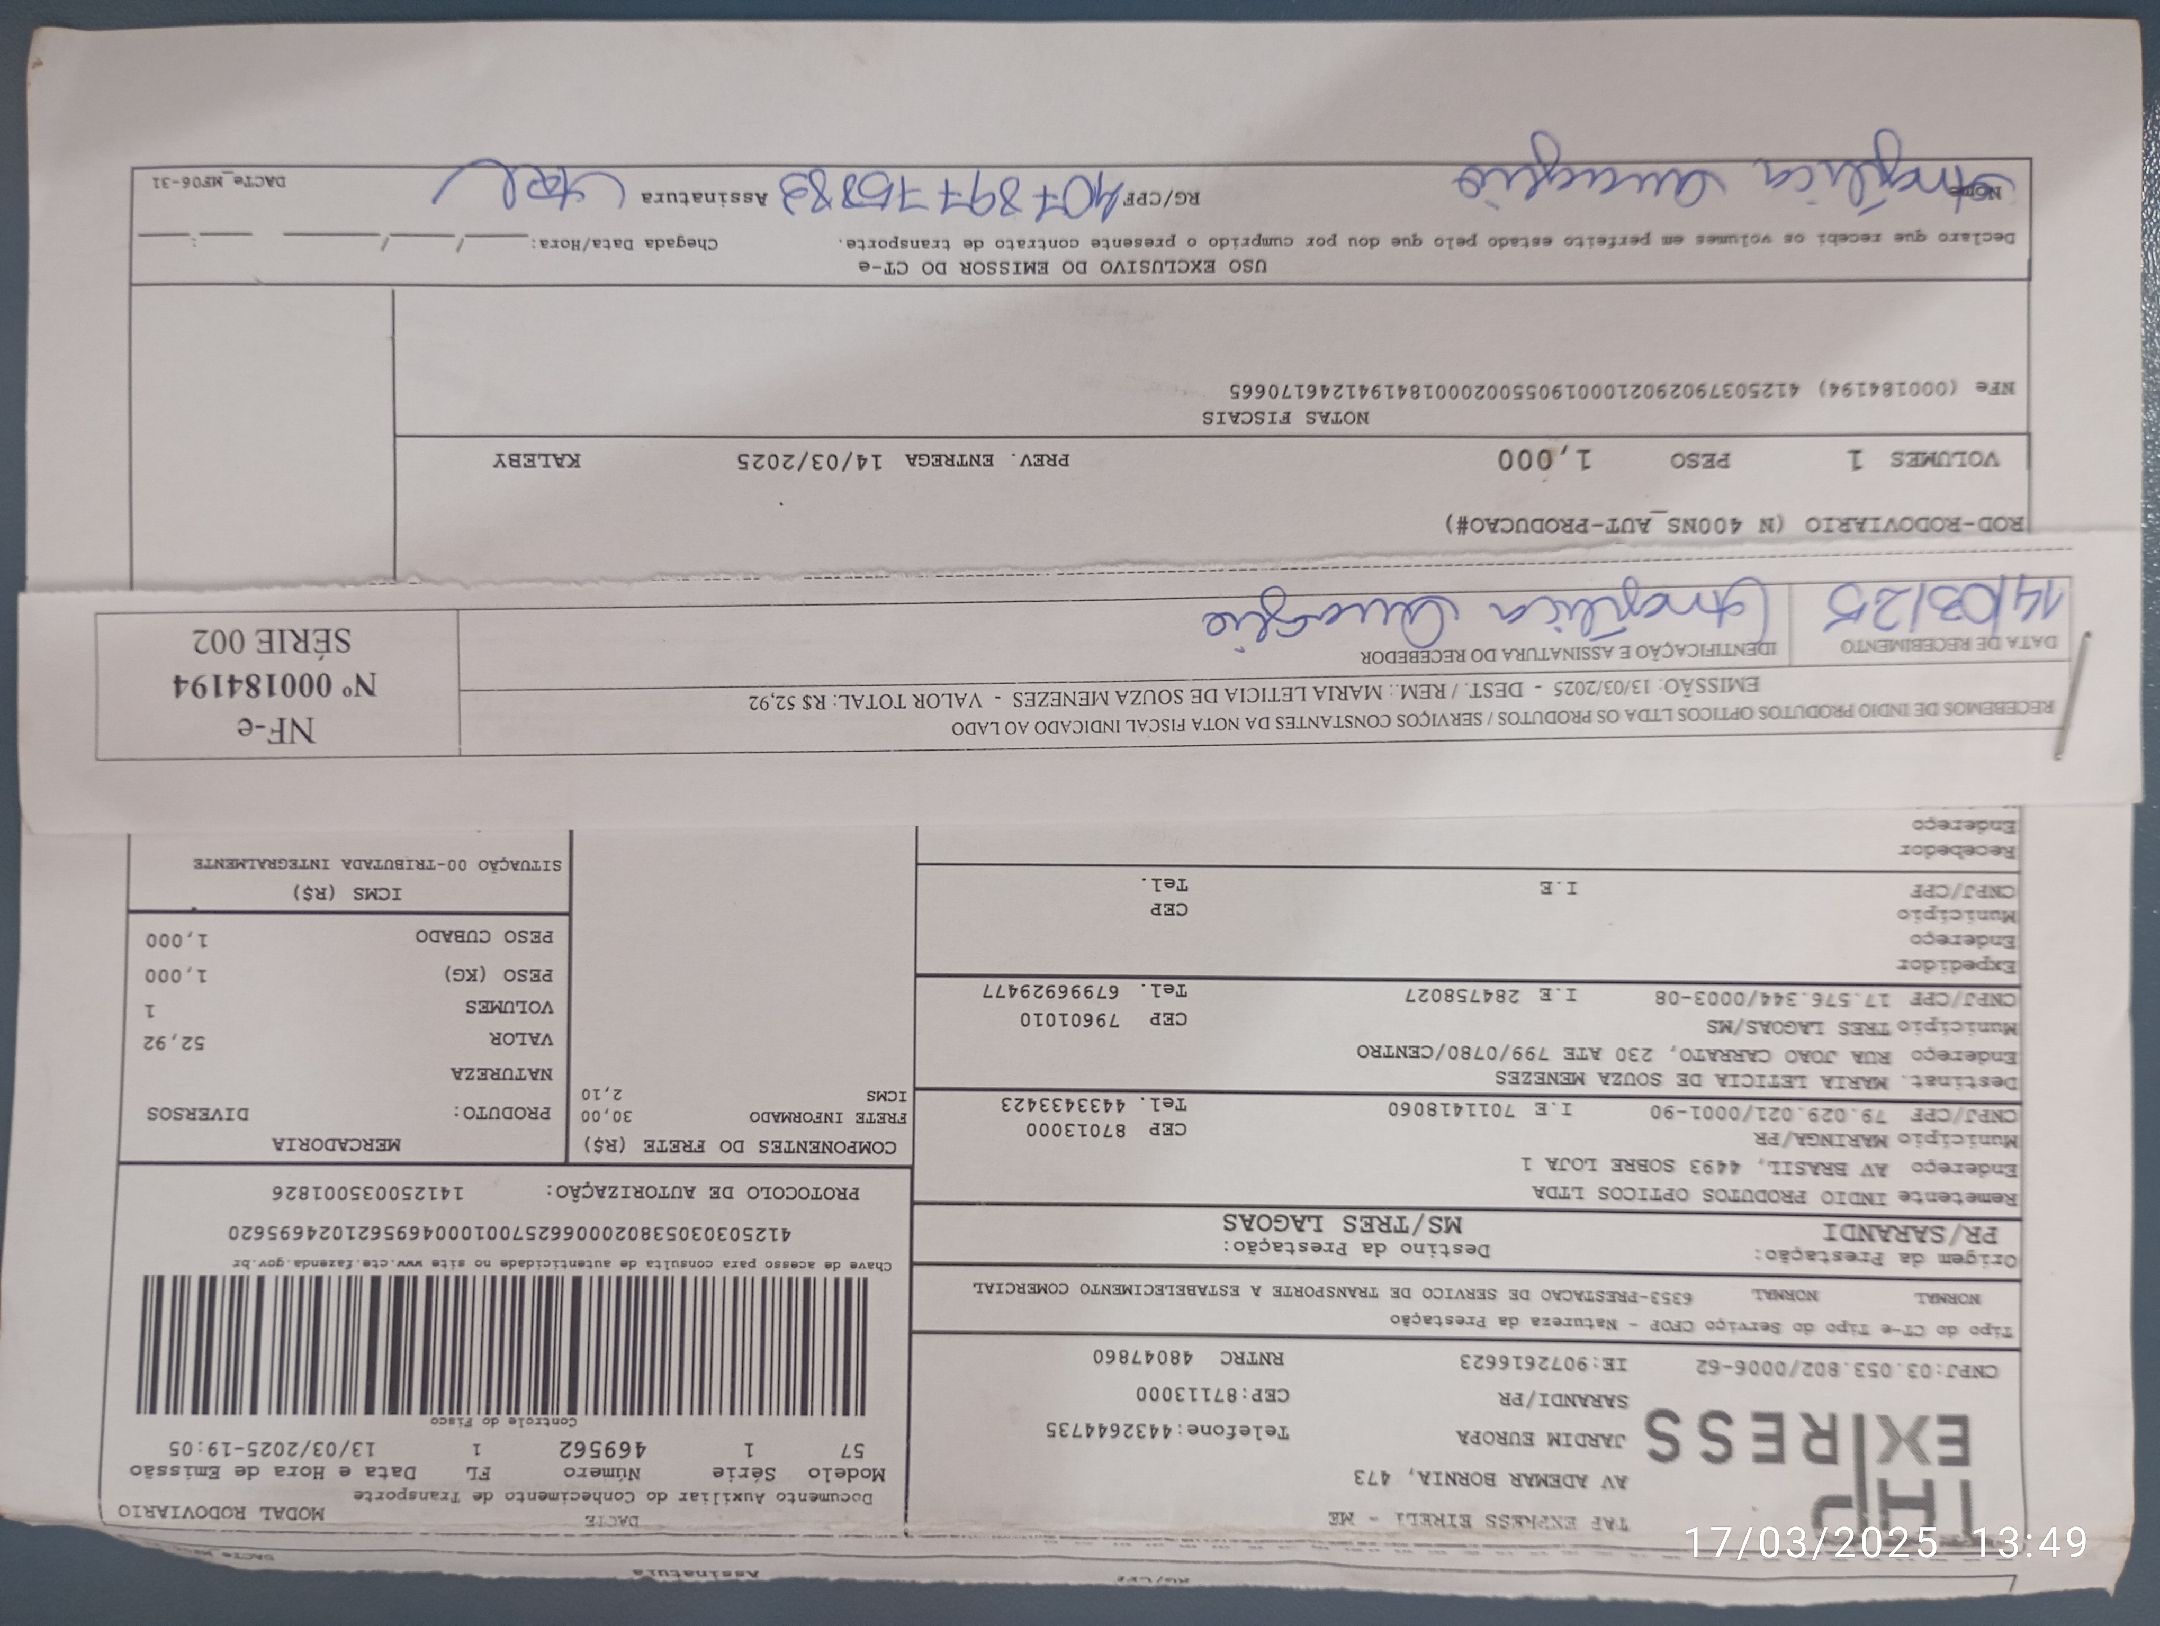 RG/CPF Assinatura
THP EXPRESS
TAF EXPRESS EIRELI - ME
AV ADEMAR BORNIA, 473
JARDIM EUROPA Telefone:4432644735
SARANDI/PR CEP:87113000
CNPJ:03.053.802/0006-62 IE:9072616623 RNTRC 48047860
DACTE MODAL RODOVIARIO
Documento Auxiliar do Conhecimento de Transporte
Modelo Série Número FL Data e Hora de Emissão
57 1 469562 1 13/03/2025-19:05
Controle do Fisco
Chave de acesso para consulta de autenticidade no site www.cte.fazenda.gov.br
41250303053802000662570010004695621024695620
PROTOCOLO DE AUTORIZAÇÃO: 141250035001826
Tipo do CT-e Tipo do Serviço CFOP - Natureza da Prestação
NORMAL NORMAL 6353-PRESTACAO DE SERVICO DE TRANSPORTE A ESTABELECIMENTO COMERCIAL
Origem da Prestação: Destino da Prestação:
PR/SARANDI MS/TRES LAGOAS
Remetente INDIO PRODUTOS OPTICOS LTDA
Endereço AV BRASIL, 4493 SOBRE LOJA 1
Município MARINGA/PR CEP 87013000
CNPJ/CPF 79.029.021/0001-90 I.E 7011418060 Tel. 4433433423
Destinat. MARIA LETICIA DE SOUZA MENEZES
Endereço RUA JOAO CARRATO, 230 ATE 799/0780/CENTRO
Município TRES LAGOAS/MS CEP 79601010
CNPJ/CPF 17.576.344/0003-08 I.E 284758027 Tel. 67996929477
Expedidor
Endereço
Município CEP
CNPJ/CPF I.E Tel.
Recebedor
Endereço
COMPONENTES DO FRETE (R$)
FRETE INFORMADO 30,00
ICMS 2,10
MERCADORIA
PRODUTO: DIVERSOS
NATUREZA
VALOR 52,92
VOLUMES 1
PESO (KG) 1,000
PESO CUBADO 1,000
ICMS (R$)
SITUAÇÃO 00-TRIBUTADA INTEGRALMENTE
RECEBEMOS DE INDIO PRODUTOS OPTICOS LTDA OS PRODUTOS / SERVIÇOS CONSTANTES DA NOTA FISCAL INDICADO AO LADO
EMISSÃO: 13/03/2025 - DEST. / REM.: MARIA LETICIA DE SOUZA MENEZES - VALOR TOTAL: R$ 52,92
DATA DE RECEBIMENTO IDENTIFICAÇÃO E ASSINATURA DO RECEBEDOR
14/03/25 Angélica
NF-e
Nº 000184194
SÉRIE 002
ROD-RODOVIARIO (N 400NS_AUT-PRODUCAO#)
VOLUMES 1 PESO 1,000 PREV. ENTREGA 14/03/2025 KALEBY
NOTAS FISCAIS
NFe (000184194) 41250379029021000190550020001841941246170665
USO EXCLUSIVO DO EMISSOR DO CT-e
Declaro que recebi os volumes em perfeito estado pelo que dou por cumprido o presente contrato de transporte. Chegada Data/Hora: ____/____/____ ____:____
Nome Angélica RG/CPF Assinatura DACTe_MF06-31
17/03/2025 13:49